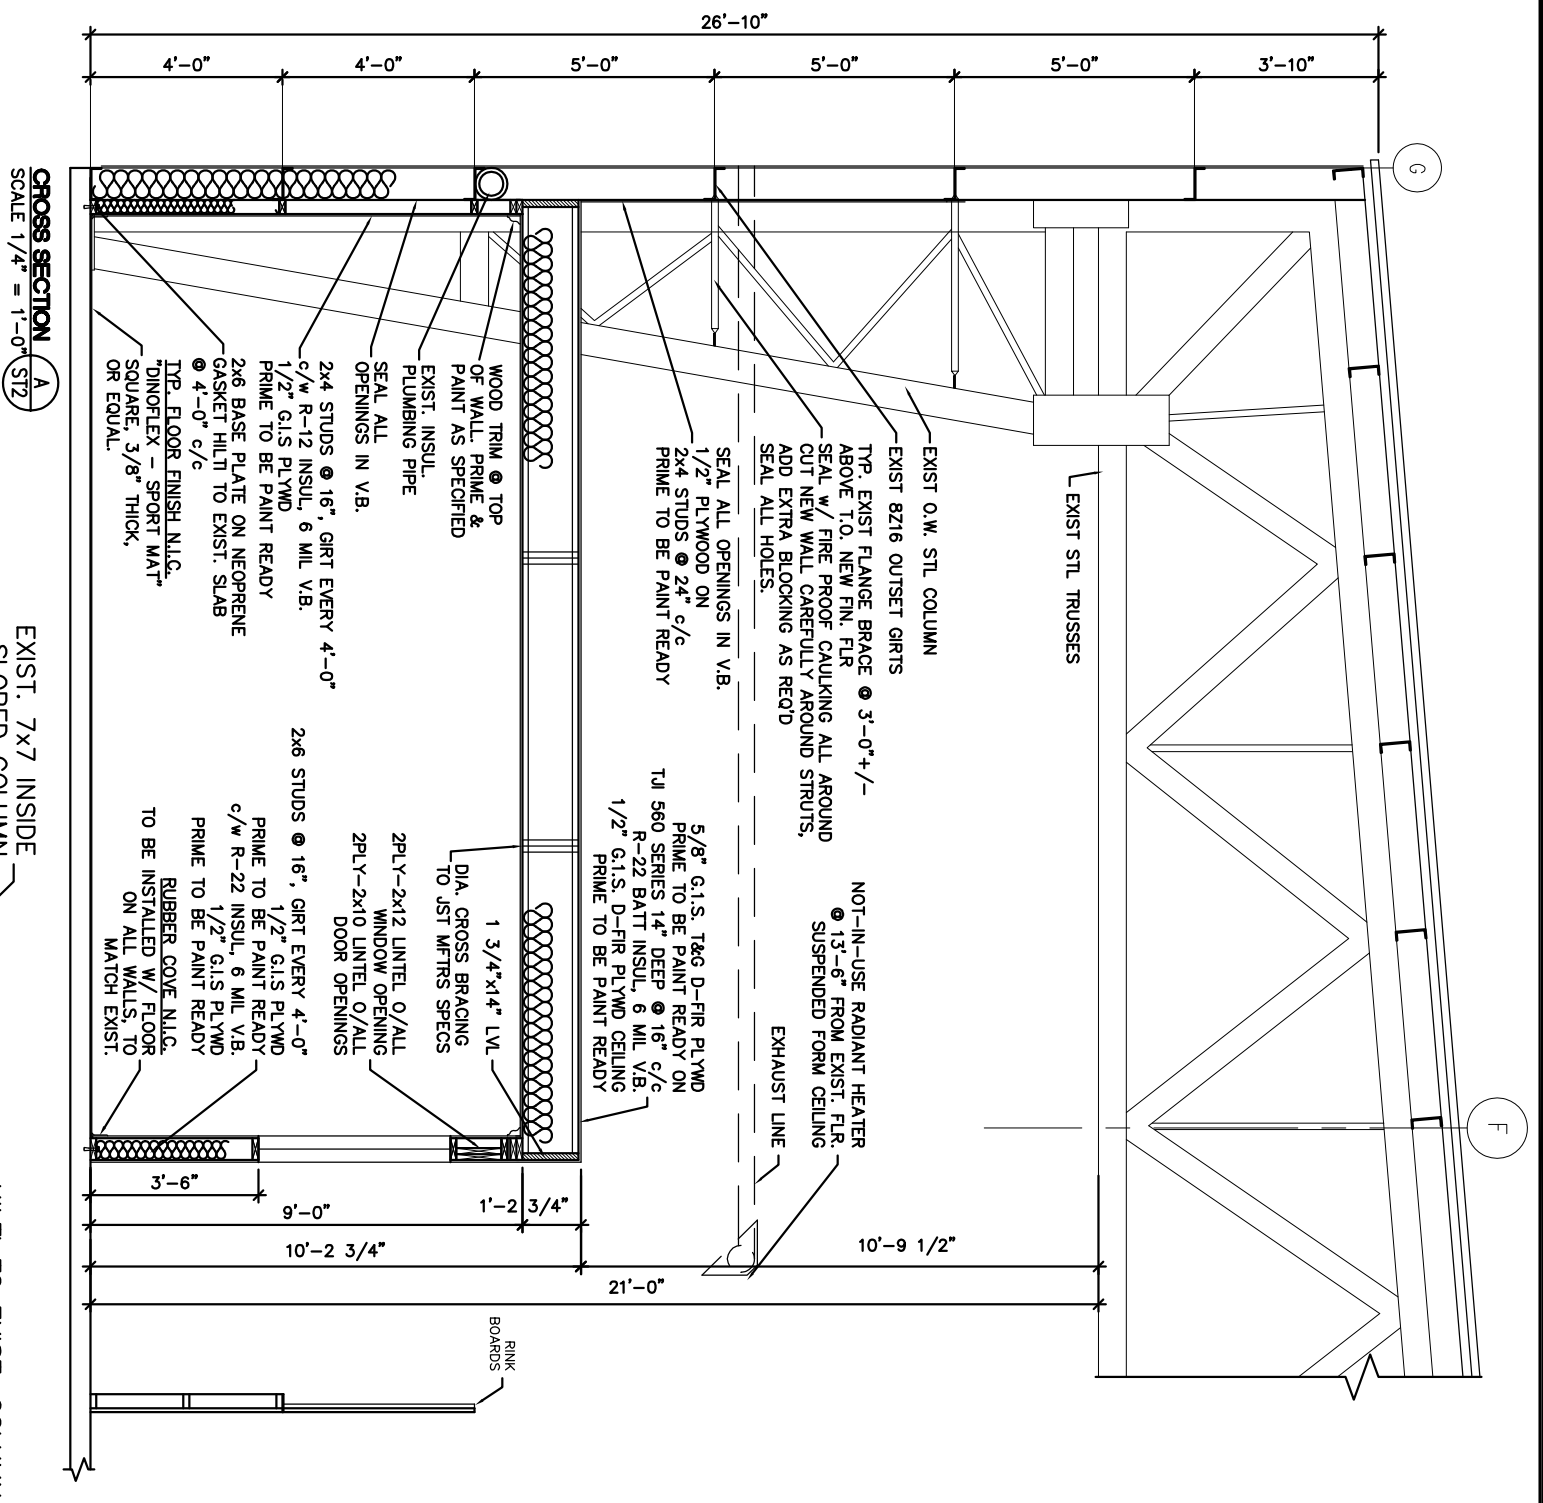 26'-10"
4'-0"
4'-0"
5'-0"
5'-0"
5'-0"
3'-10"
G
F
EXIST STL TRUSSES
EXIST O.W. STL COLUMN
EXIST 8Z16 OUTSET GIRTS
TYP. EXIST FLANGE BRACE @ 3'-0"+/-
ABOVE T.O. NEW FIN. FLR
SEAL W/ FIRE PROOF CAULKING ALL AROUND
CUT NEW WALL CAREFULLY AROUND STRUTS,
ADD EXTRA BLOCKING AS REQ'D
SEAL ALL HOLES.
SEAL ALL OPENINGS IN V.B.
1/2" PLYWOOD ON
2x4 STUDS @ 24" c/c
PRIME TO BE PAINT READY
WOOD TRIM @ TOP
OF WALL. PRIME &
PAINT AS SPECIFIED
EXIST. INSUL.
PLUMBING PIPE
SEAL ALL
OPENINGS IN V.B.
2x4 STUDS @ 16", GIRT EVERY 4'-0"
c/w R-12 INSUL, 6 MIL V.B.
1/2" G.I.S PLYWD
PRIME TO BE PAINT READY
2x6 BASE PLATE ON NEOPRENE
GASKET HILTI TO EXIST. SLAB
@ 4'-0" c/c
TYP. FLOOR FINISH N.I.C.
"DINOFLEX - SPORT MAT"
SQUARE, 3/8" THICK,
OR EQUAL.
NOT-IN-USE RADIANT HEATER
@ 13'-6" FROM EXIST. FLR.
SUSPENDED FORM CEILING
EXHAUST LINE
5/8" G.1.S. T&G D-FIR PLYWD
PRIME TO BE PAINT READY ON
TJI 560 SERIES 14" DEEP @ 16" c/c
R-22 BATT INSUL, 6 MIL V.B.
1/2" G.1.S. D-FIR PLYWD CEILING
PRIME TO BE PAINT READY
1 3/4"x14" LVL
DIA. CROSS BRACING
TO JST MFTRS SPECS
2PLY-2x12 LINTEL O/ALL
WINDOW OPENING
2PLY-2x10 LINTEL O/ALL
DOOR OPENINGS
2x6 STUDS @ 16", GIRT EVERY 4'-0"
1/2" G.I.S PLYWD
PRIME TO BE PAINT READY
c/w R-22 INSUL, 6 MIL V.B.
1/2" G.I.S PLYWD
PRIME TO BE PAINT READY
RUBBER COVE N.I.C.
TO BE INSTALLED W/ FLOOR
ON ALL WALLS, TO
MATCH EXIST.
3'-6"
9'-0"
1'-2 3/4"
10'-2 3/4"
10'-9 1/2"
21'-0"
RINK
BOARDS
CROSS SECTION
SCALE 1/4" = 1'-0"
A
ST2
EXIST. 7x7 INSIDE
SLOPED COLUMN